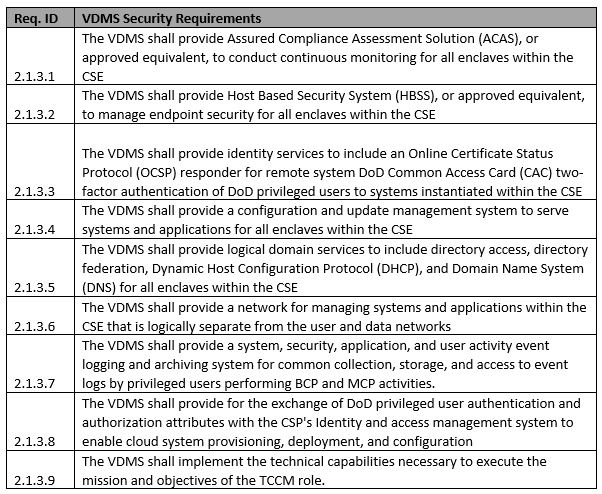 Req. ID VDMS Security Requirements
The VDMS shall provide Assured Compliance Assessment Solution (ACAS), or
approved equivalent, to conduct continuous monitoring for all enclaves within the
2.1.3.1 CSE
The VDMS shall provide Host Based Security System (HBSS), or approved equivalent,
2.1.3.2 to manage endpoint security for all enclaves within the CSE
The VDMS shall provide identity services to include an Online Certificate Status
Protocol (OCSP) responder for remote system DoD Common Access Card (CAC) two-
2.1.3.3 factor authentication of DoD privileged users to systems instantiated within the CSE
The VDMS shall provide a configuration and update management system to serve
2.1.3.4 systems and applications for all enclaves within the CSE
The VDMS shall provide logical domain services to include directory access, directory
federation, Dynamic Host Configuration Protocol (DHCP), and Domain Name System
2.1.3.5 (DNS) for all enclaves within the CSE
The VDMS shall provide a network for managing systems and applications within the
2.1.3.6 CSE that is logically separate from the user and data networks
The VDMS shall provide a system, security, application, and user activity event
logging and archiving system for common collection, storage, and access to event
2.1.3.7 logs by privileged users performing BCP and MCP activities.
The VDMS shall provide for the exchange of DoD privileged user authentication and
authorization attributes with the CSP's Identity and access management system to
2.1.3.8 enable cloud system provisioning, deployment, and configuration
The VDMS shall implement the technical capabilities necessary to execute the
2.1.3.9 mission and objectives of the TCCM role.